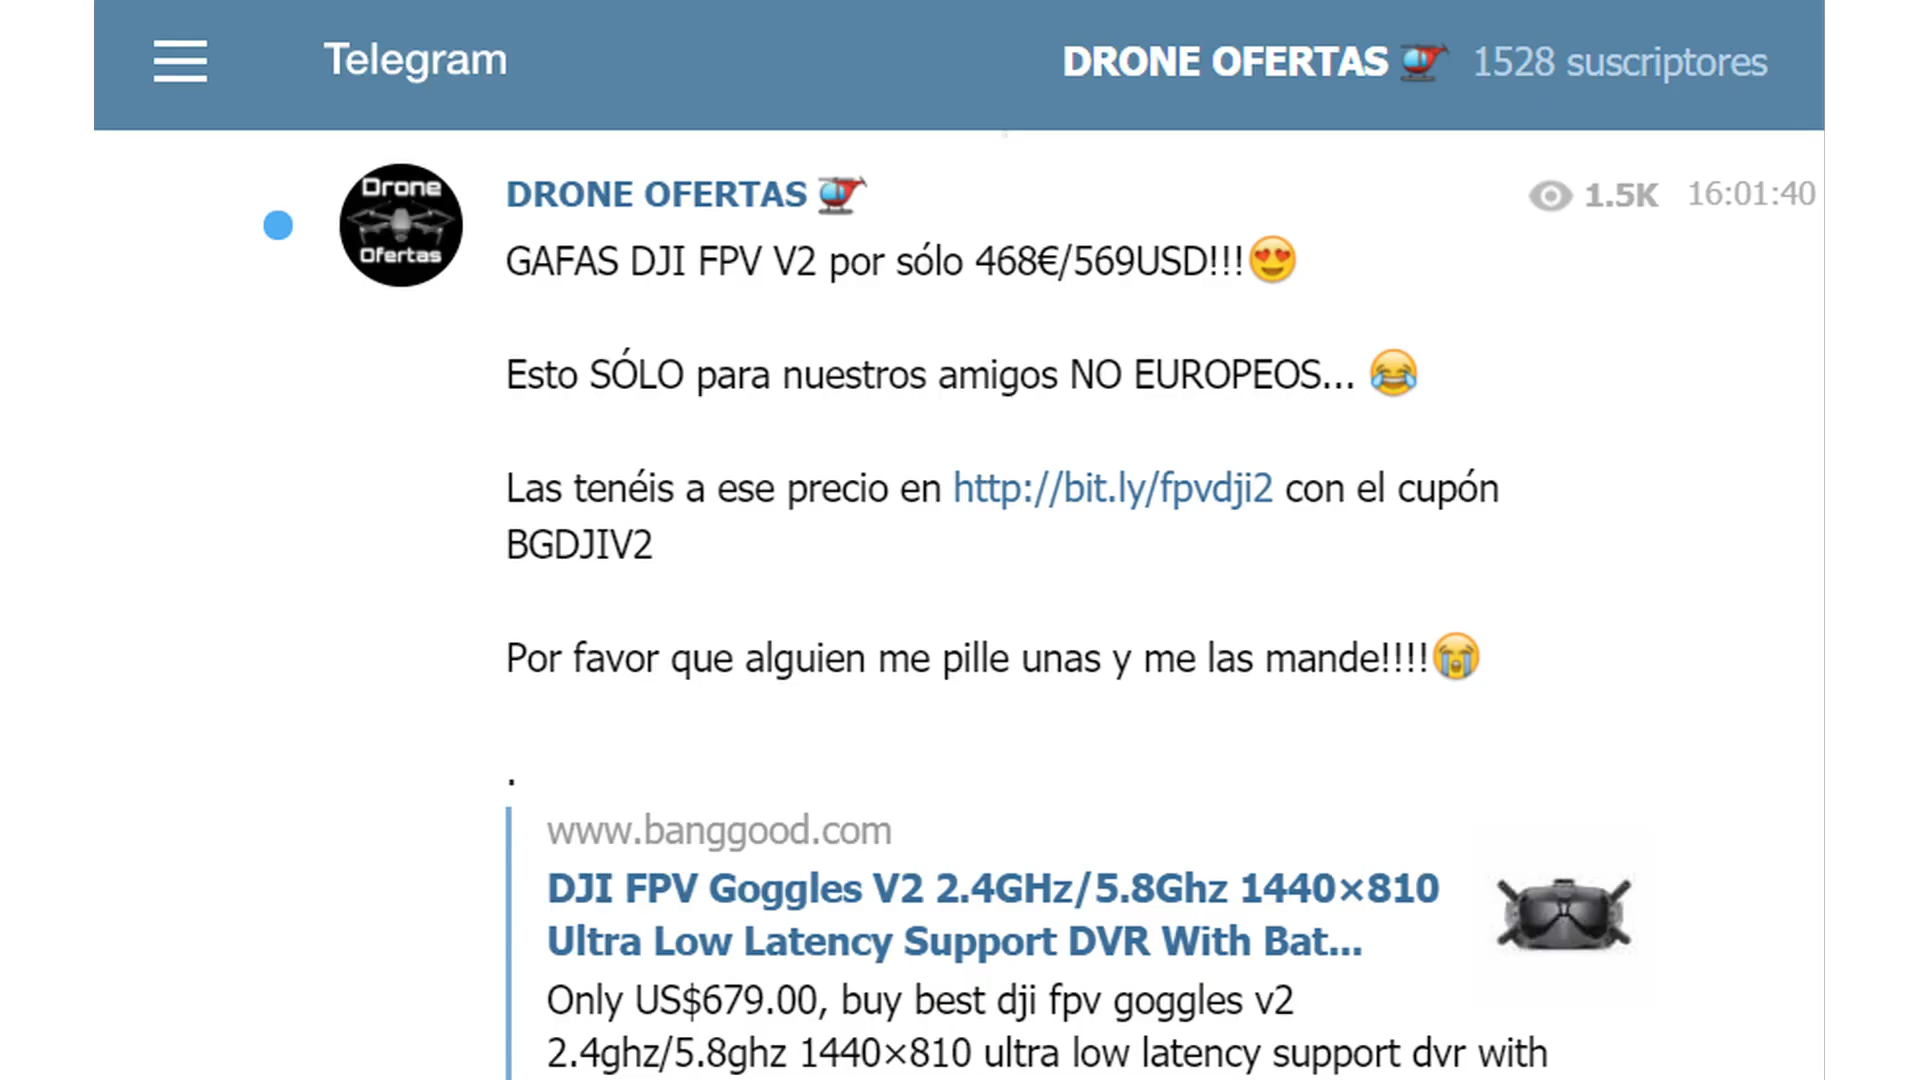 Telegram
DRONE OFERTAS 🚁 1528 suscriptores
Drone
Ofertas
DRONE OFERTAS 🚁
1.5K 16:01:40
GAFAS DJI FPV V2 por sólo 468€/569USD!!!😍
Esto SÓLO para nuestros amigos NO EUROPEOS... 😂
Las tenéis a ese precio en http://bit.ly/fpvdji2 con el cupón
BGDJIV2
Por favor que alguien me pille unas y me las mande!!!!😭
.
www.banggood.com
DJI FPV Goggles V2 2.4GHz/5.8Ghz 1440×810
Ultra Low Latency Support DVR With Bat...
Only US$679.00, buy best dji fpv goggles v2
2.4ghz/5.8ghz 1440×810 ultra low latency support dvr with